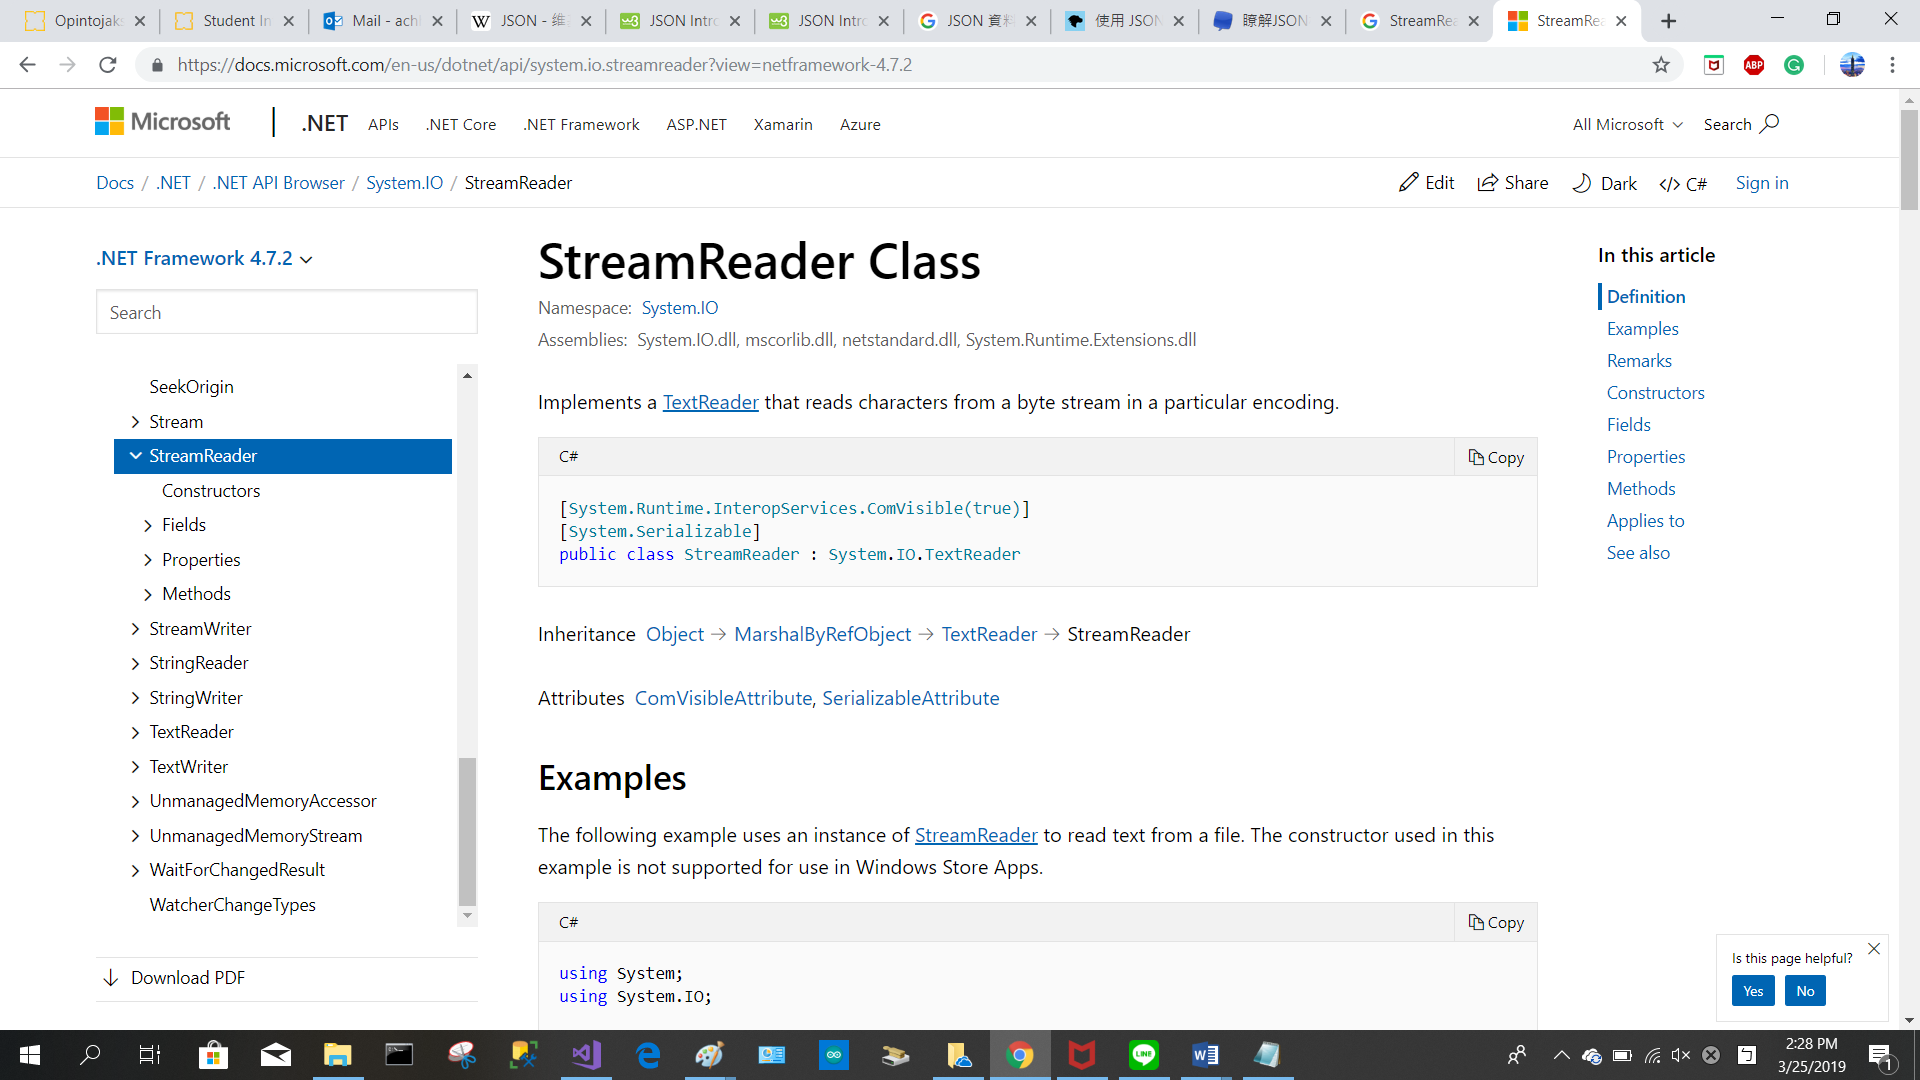 Opintojaks
Student In
Mail - achl
JSON - 维
JSON Intro
JSON Intro
JSON 資料
使用 JSON
瞭解JSON
StreamRea
StreamRea
https://docs.microsoft.com/en-us/dotnet/api/system.io.streamreader?view=netframework-4.7.2
Microsoft
.NET APIs .NET Core .NET Framework ASP.NET Xamarin Azure
All Microsoft Search
Docs / .NET / .NET API Browser / System.IO / StreamReader
Edit Share Dark </> C# Sign in
.NET Framework 4.7.2
Search
SeekOrigin
Stream
StreamReader
Constructors
Fields
Properties
Methods
StreamWriter
StringReader
StringWriter
TextReader
TextWriter
UnmanagedMemoryAccessor
UnmanagedMemoryStream
WaitForChangedResult
WatcherChangeTypes
Download PDF
StreamReader Class
Namespace: System.IO
Assemblies: System.IO.dll, mscorlib.dll, netstandard.dll, System.Runtime.Extensions.dll
Implements a TextReader that reads characters from a byte stream in a particular encoding.
C# Copy
[System.Runtime.InteropServices.ComVisible(true)]
[System.Serializable]
public class StreamReader : System.IO.TextReader
Inheritance Object → MarshalByRefObject → TextReader → StreamReader
Attributes ComVisibleAttribute, SerializableAttribute
Examples
The following example uses an instance of StreamReader to read text from a file. The constructor used in this
example is not supported for use in Windows Store Apps.
C# Copy
using System;
using System.IO;
In this article
Definition
Examples
Remarks
Constructors
Fields
Properties
Methods
Applies to
See also
Is this page helpful?
Yes No
2:28 PM
3/25/2019
1